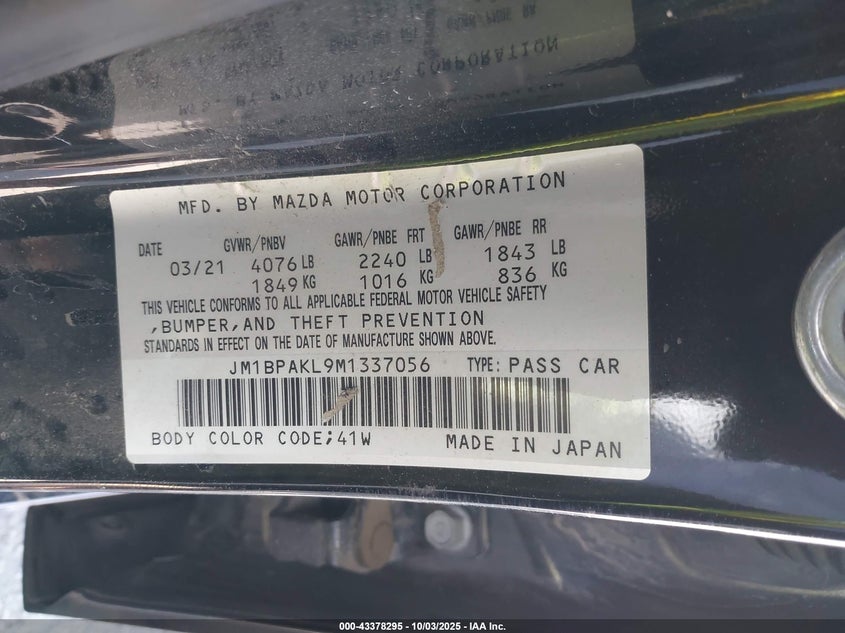 MFD. BY MAZDA MOTOR CORPORATION
DATE GVWR/PNBV GAWR/PNBE FRT GAWR/PNBE RR
03/21 4076 LB 2240 LB 1843 LB
1849 KG 1016 KG 836 KG
THIS VEHICLE CONFORMS TO ALL APPLICABLE FEDERAL MOTOR VEHICLE SAFETY
,BUMPER,AND THEFT PREVENTION
STANDARDS IN EFFECT ON THE DATE OF MANUFACTURE SHOWN ABOVE.
JM1BPAKL9M1337056 TYPE: PASS CAR
BODY COLOR CODE;41W MADE IN JAPAN
000-43378295 - 10/03/2025 - IAA Inc.